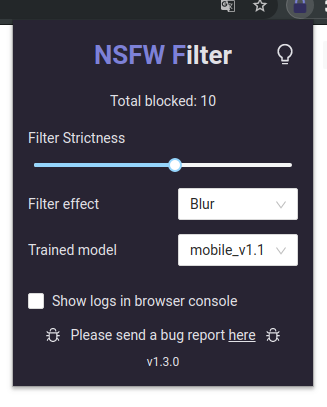 NSFW Filter
Total blocked: 10
Filter Strictness
Filter effect
Blur
Trained model
mobile_v1.1
Show logs in browser console
Please send a bug report here
v1.3.0